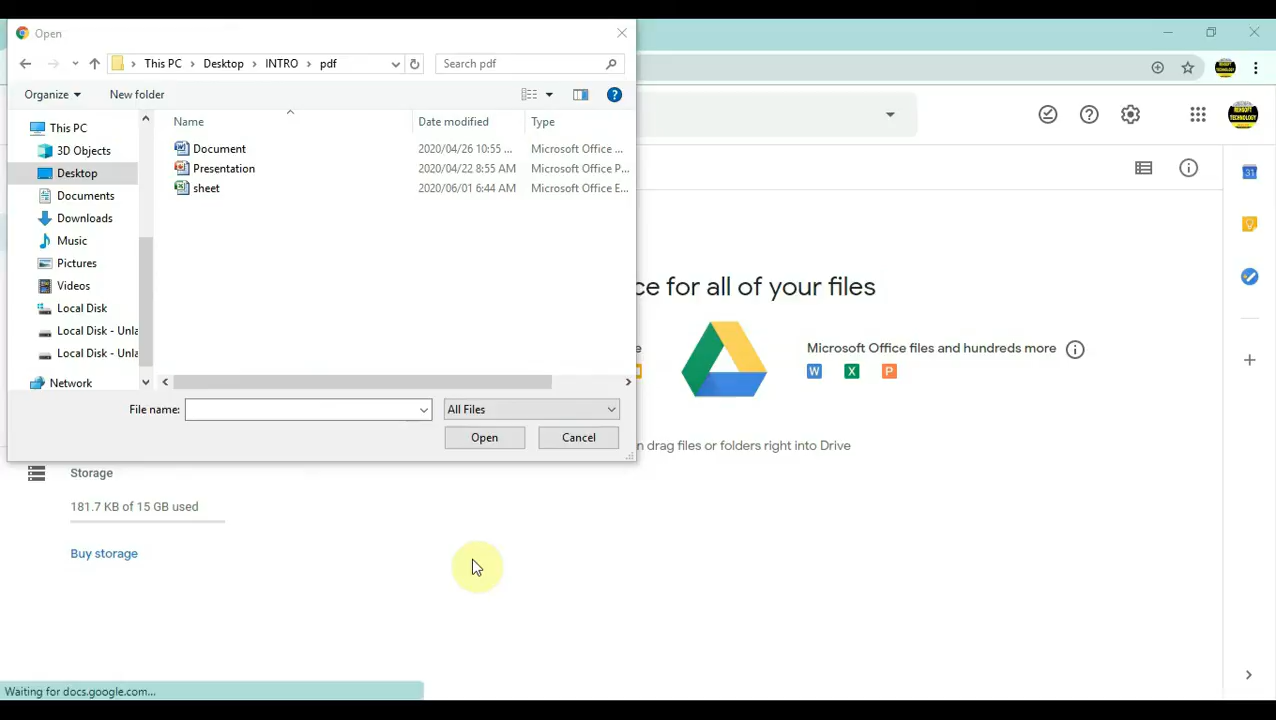 Open
This PC Desktop INTRO pdf
Search pdf
Organize New folder
Name Date modified Type
This PC
3D Objects
Desktop
Documents
Downloads
Music
Pictures
Videos
Local Disk
Local Disk - Unla
Local Disk - Unla
Network
Document 2020/04/26 10:55 ... Microsoft Office ...
Presentation 2020/04/22 8:55 AM Microsoft Office P...
sheet 2020/06/01 6:44 AM Microsoft Office E...
File name: All Files
Open Cancel
ce for all of your files
Microsoft Office files and hundreds more
W X P
n drag files or folders right into Drive
Storage
181.7 KB of 15 GB used
Buy storage
31
Waiting for docs.google.com...